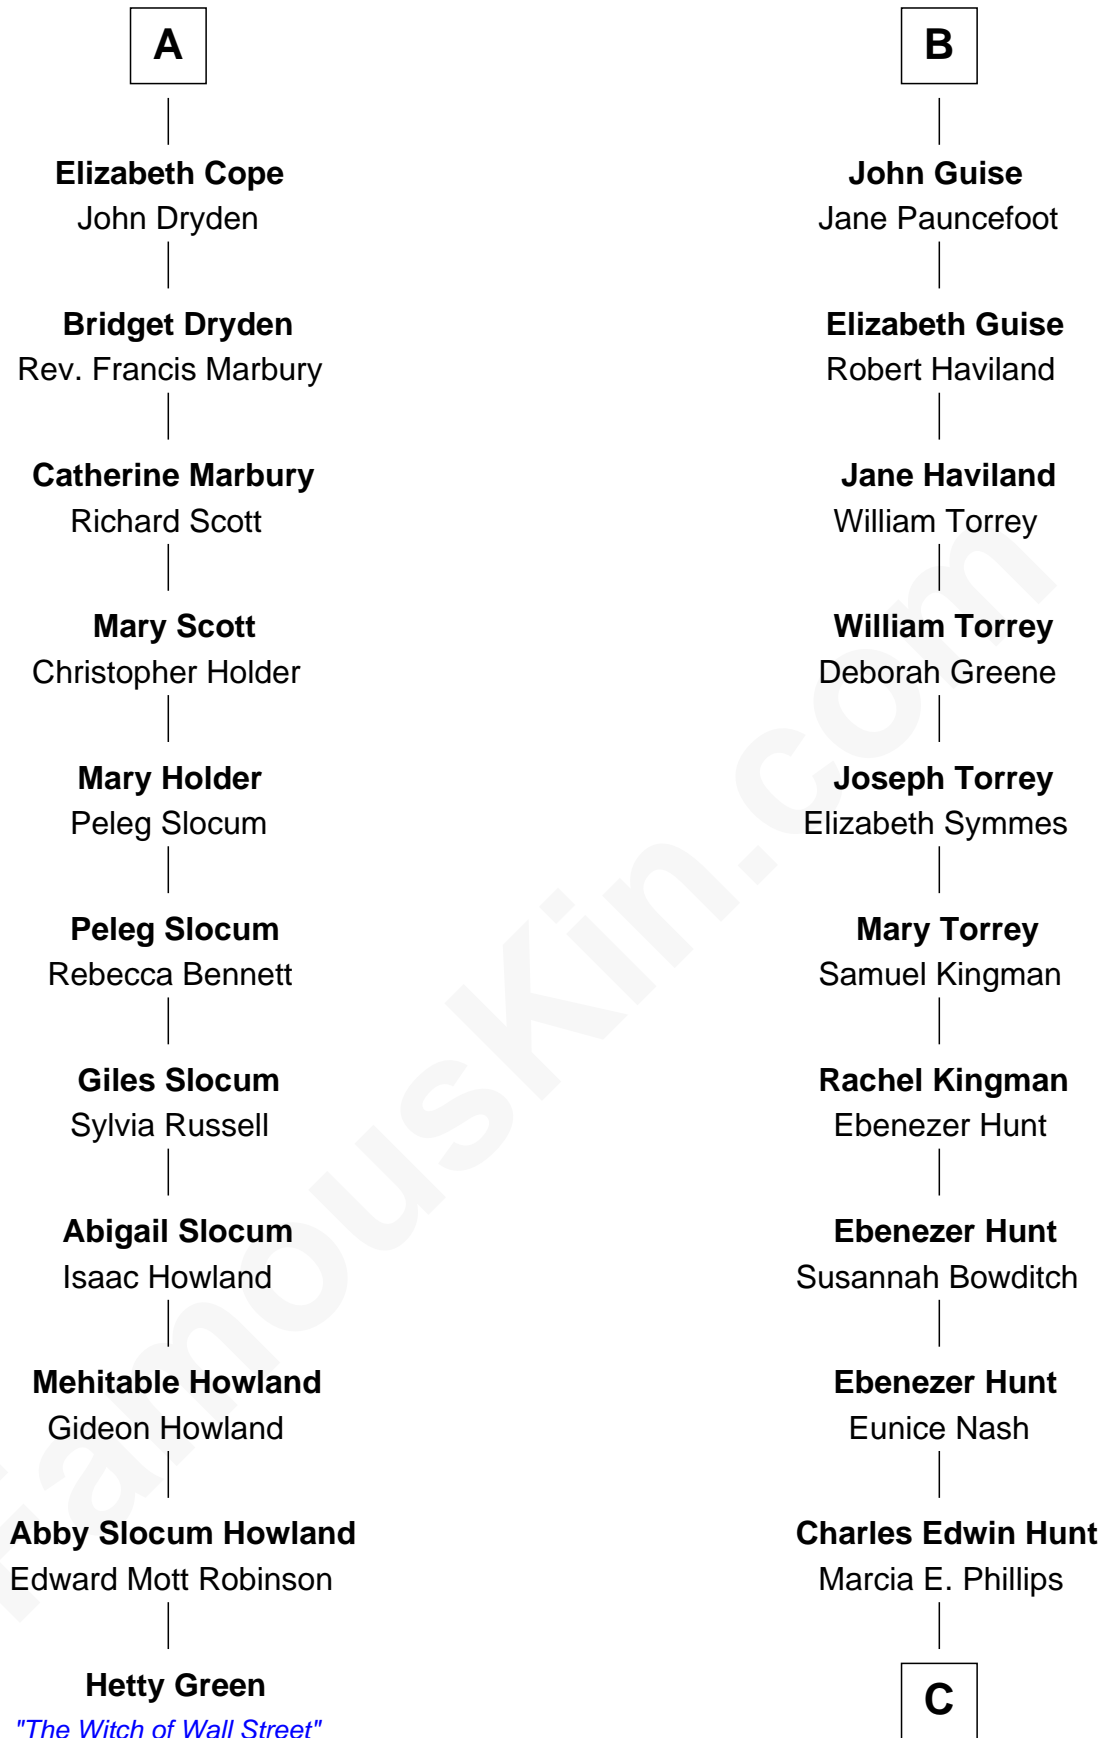 A
Elizabeth Cope
John Dryden
Bridget Dryden
Rev. Francis Marbury
Catherine Marbury
Richard Scott
Mary Scott
Christopher Holder
Mary Holder
Peleg Slocum
Peleg Slocum
Rebecca Bennett
Giles Slocum
Sylvia Russell
Abigail Slocum
Isaac Howland
Mehitable Howland
Gideon Howland
Abby Slocum Howland
Edward Mott Robinson
Hetty Green
"The Witch of Wall Street"
B
John Guise
Jane Pauncefoot
Elizabeth Guise
Robert Haviland
Jane Haviland
William Torrey
William Torrey
Deborah Greene
Joseph Torrey
Elizabeth Symmes
Mary Torrey
Samuel Kingman
Rachel Kingman
Ebenezer Hunt
Ebenezer Hunt
Susannah Bowditch
Ebenezer Hunt
Eunice Nash
Charles Edwin Hunt
Marcia E. Phillips
C
FamousKin.com